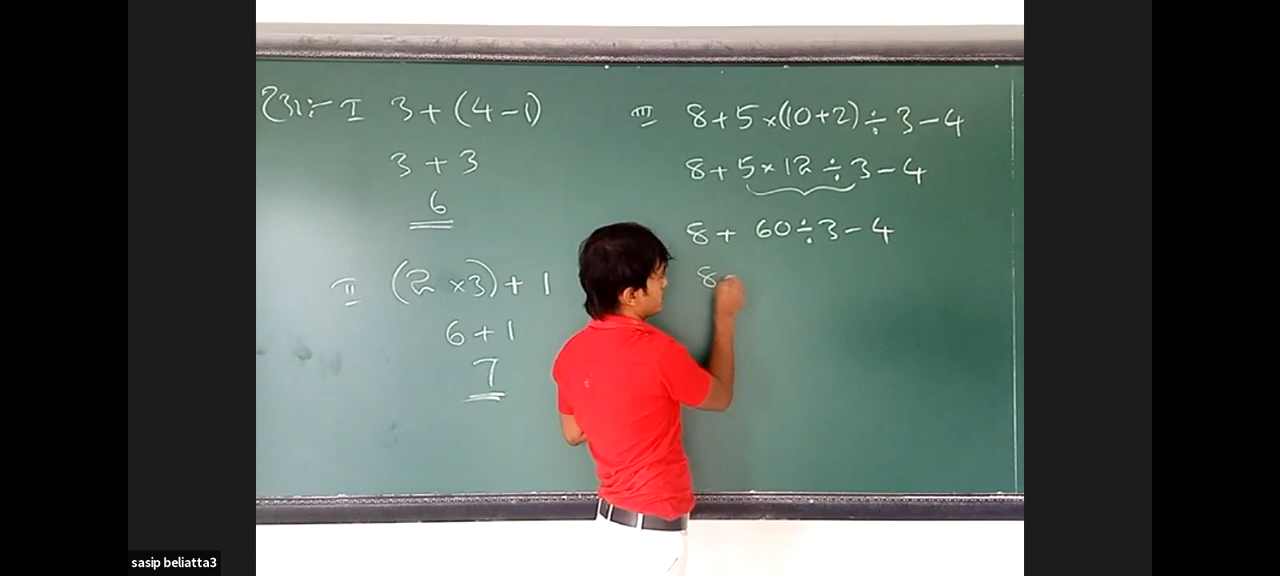 I 3 + (4 - 1)
3 + 3
6
II (2 × 3) + 1
6 + 1
7
III 8 + 5 × (10 + 2) ÷ 3 - 4
8 + 5 × 12 ÷ 3 - 4
8 + 60 ÷ 3 - 4
8
sasip beliatta3